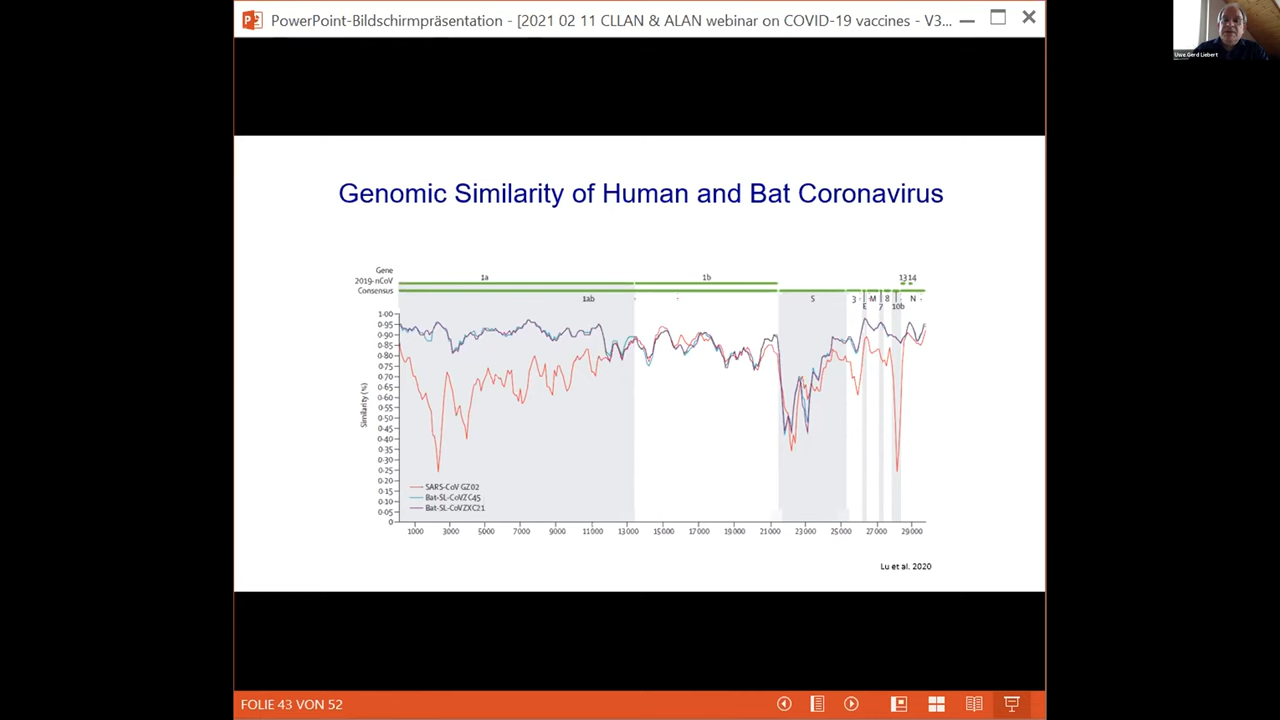 PowerPoint-Bildschirmpräsentation - [2021 02 11 CLLAN & ALAN webinar on COVID-19 vaccines - V3...
Uwe Gerd Liebert
Genomic Similarity of Human and Bat Coronavirus
Gene
2019-nCoV
Consensus
1a
1b
13 14
1ab
S
3
E
M
7
8
10b
N
Similarity (%)
1·00
0·95
0·90
0·85
0·80
0·75
0·70
0·65
0·60
0·55
0·50
0·45
0·40
0·35
0·30
0·25
0·20
0·15
0·10
0·05
0
SARS-CoV GZ02
Bat-SL-CoVZC45
Bat-SL-CoVZXC21
1000 3000 5000 7000 9000 11000 13000 15000 17000 19000 21000 23000 25000 27000 29000
Lu et al. 2020
FOLIE 43 VON 52